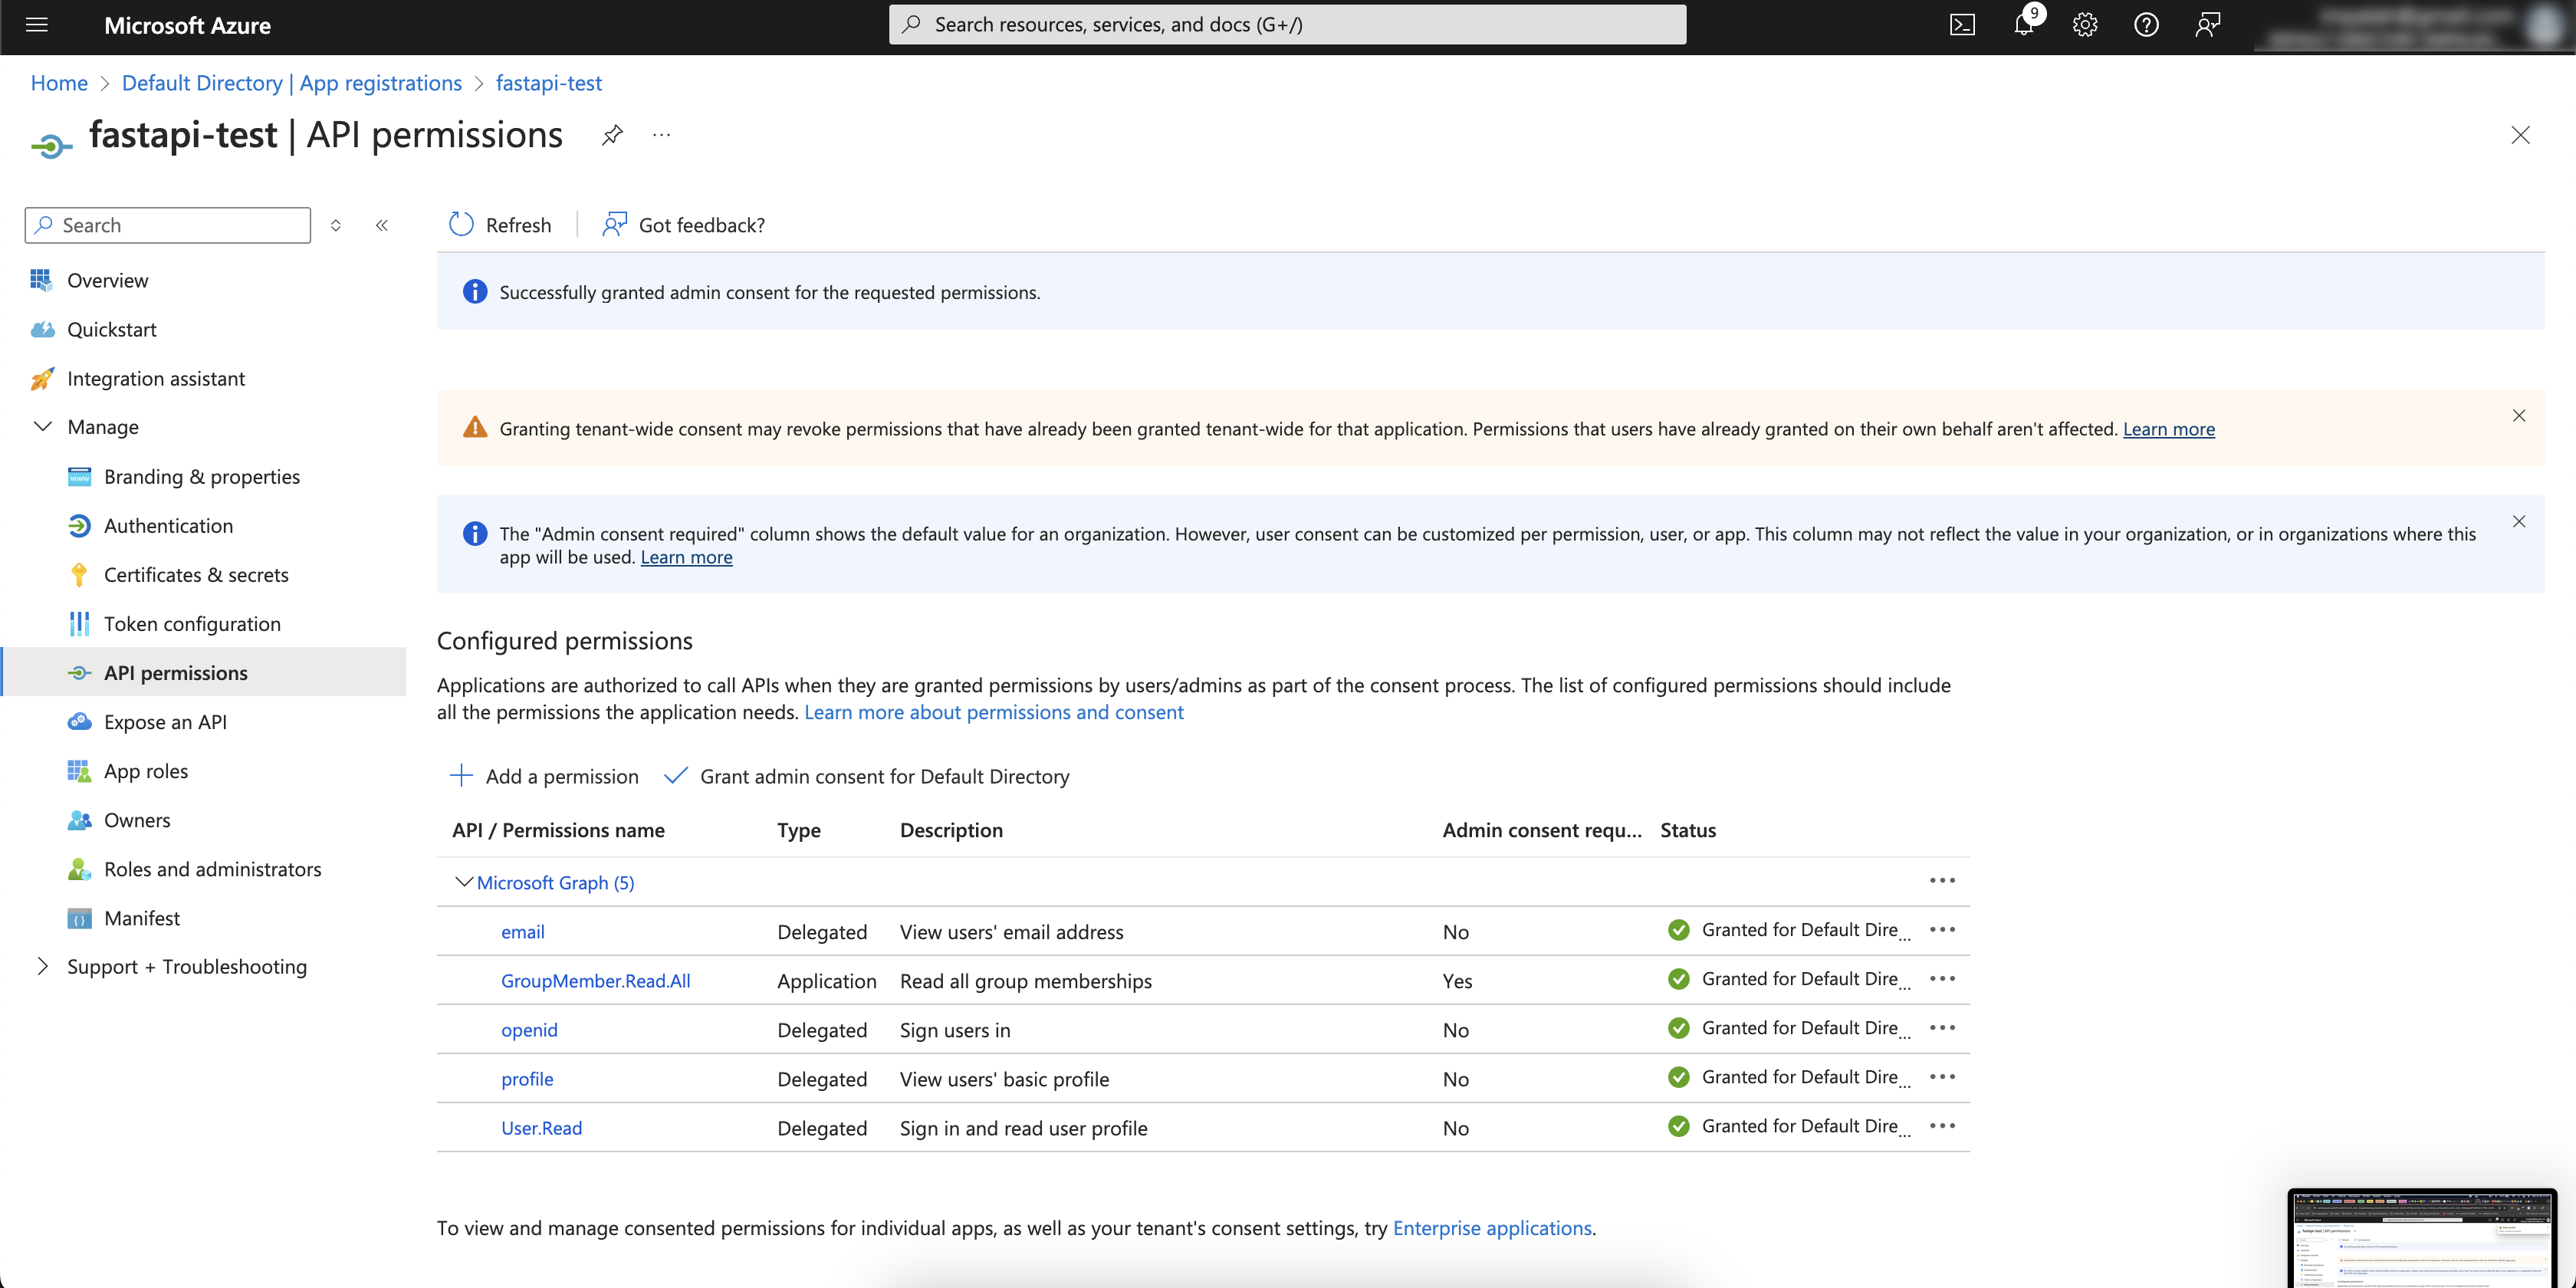 Microsoft Azure
Search resources, services, and docs (G+/)
9
Home > Default Directory | App registrations > fastapi-test
fastapi-test | API permissions
Search
Refresh
Got feedback?
Overview
Quickstart
Integration assistant
Manage
Branding & properties
Authentication
Certificates & secrets
Token configuration
API permissions
Expose an API
App roles
Owners
Roles and administrators
Manifest
Support + Troubleshooting
Successfully granted admin consent for the requested permissions.
Granting tenant-wide consent may revoke permissions that have already been granted tenant-wide for that application. Permissions that users have already granted on their own behalf aren't affected. Learn more
The "Admin consent required" column shows the default value for an organization. However, user consent can be customized per permission, user, or app. This column may not reflect the value in your organization, or in organizations where this
app will be used. Learn more
Configured permissions
Applications are authorized to call APIs when they are granted permissions by users/admins as part of the consent process. The list of configured permissions should include
all the permissions the application needs. Learn more about permissions and consent
Add a permission Grant admin consent for Default Directory
API / Permissions name Type Description Admin consent requ... Status
Microsoft Graph (5)
email Delegated View users' email address No Granted for Default Dire...
GroupMember.Read.All Application Read all group memberships Yes Granted for Default Dire...
openid Delegated Sign users in No Granted for Default Dire...
profile Delegated View users' basic profile No Granted for Default Dire...
User.Read Delegated Sign in and read user profile No Granted for Default Dire...
To view and manage consented permissions for individual apps, as well as your tenant's consent settings, try Enterprise applications.